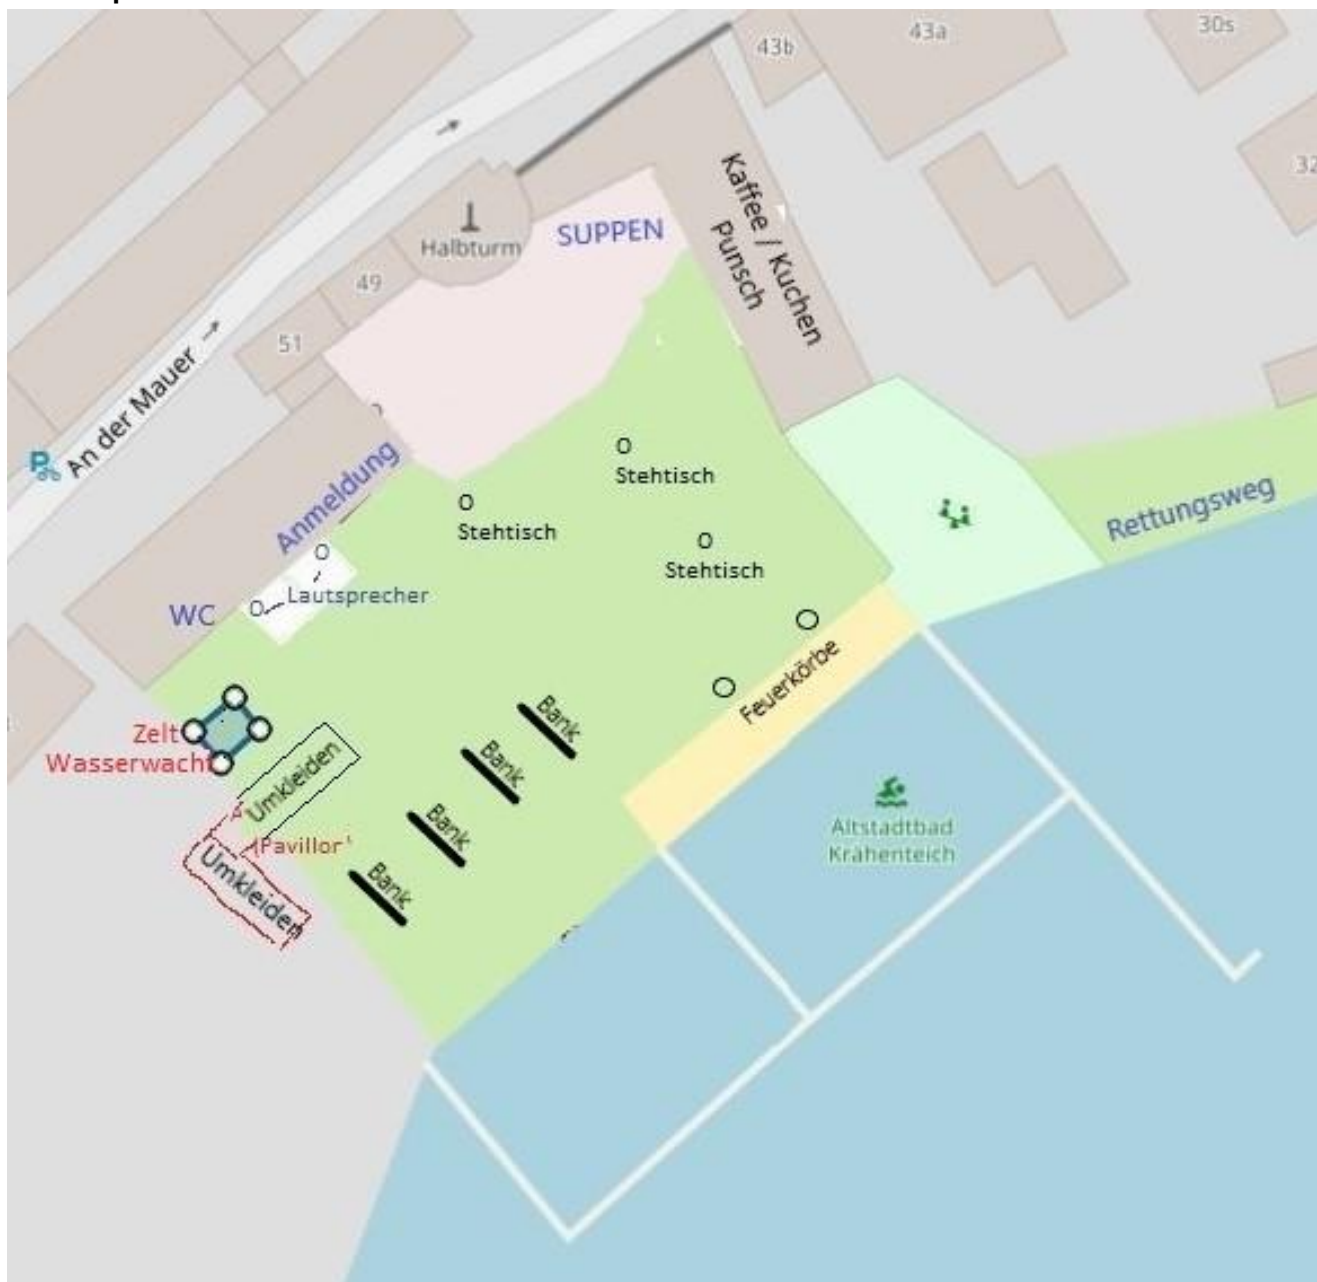 43b
43a
30s
32
Kaffee / Kuchen
Punsch
SUPPEN
Halbturm
49
51
An der Mauer
Anmeldung
Stehtisch
Stehtisch
Stehtisch
Rettungsweg
Lautsprecher
WC
Feuerkörbe
Zelt
Wasserwacht
Umkleiden
(Pavillor
Umkleiden
Bank
Bank
Bank
Bank
Altstadtbad
Krähenteich